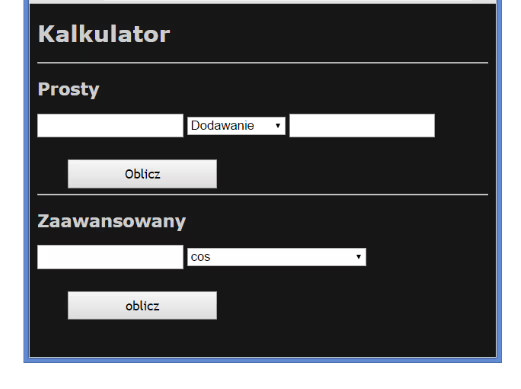 Kalkulator
Prosty
Dodawanie
Oblicz
Zaawansowany
cos
oblicz